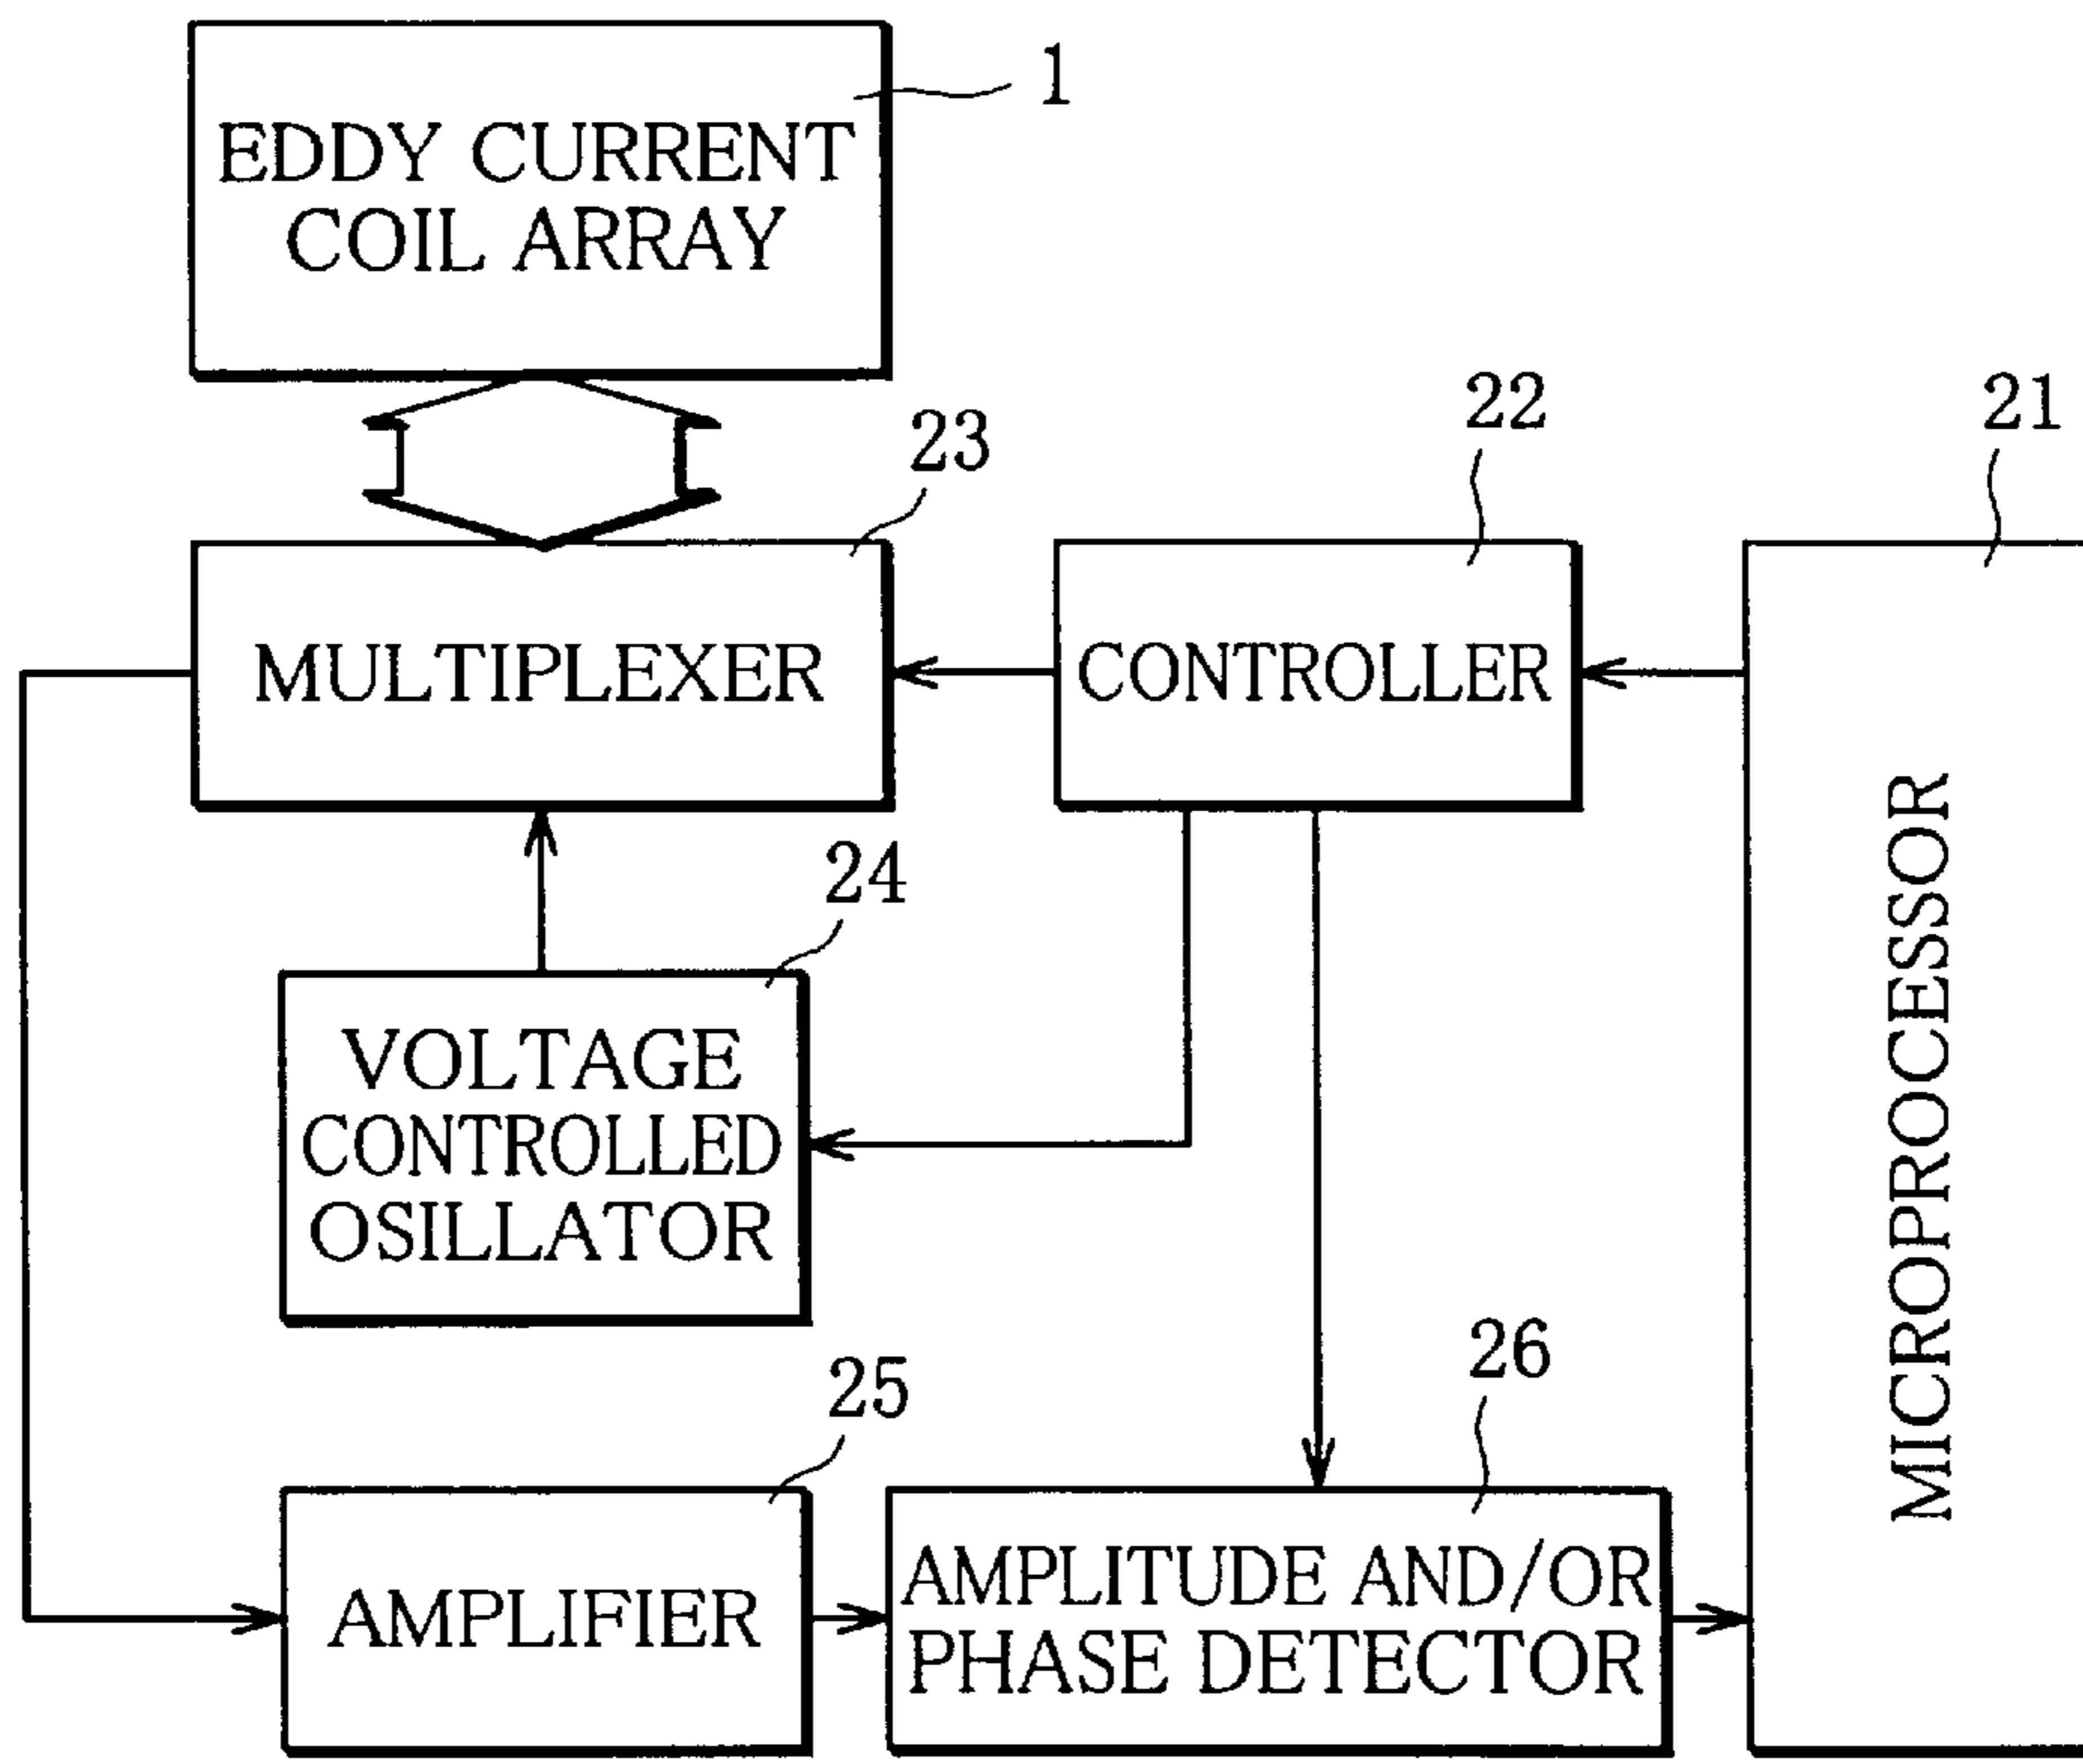 1
EDDY CURRENT
COIL ARRAY
23
22
21
MULTIPLEXER
CONTROLLER
MICROPROCESSOR
24
VOLTAGE
CONTROLLED
OSILLATOR
25
26
AMPLIFIER
AMPLITUDE AND/OR
PHASE DETECTOR